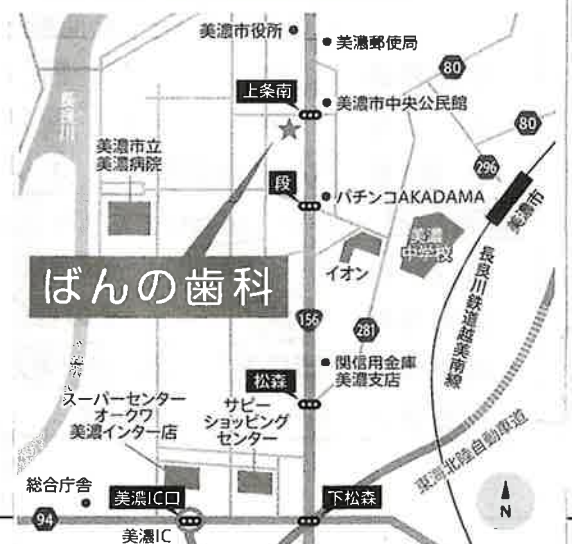 美濃市役所
美濃郵便局
80
上条南
美濃市中央公民館
長良川
80
美濃市立
美濃病院
296
段
パチンコAKADAMA
美濃市
美濃
中学校
イオン
ばんの歯科
長良川鉄道越美南線
156
281
関信用金庫
美濃支店
松森
スーパーセンター
オークワ
美濃インター店
サビー
ショッピング
センター
東海北陸自動車道
総合庁舎
美濃IC口
下松森
94
美濃IC
N